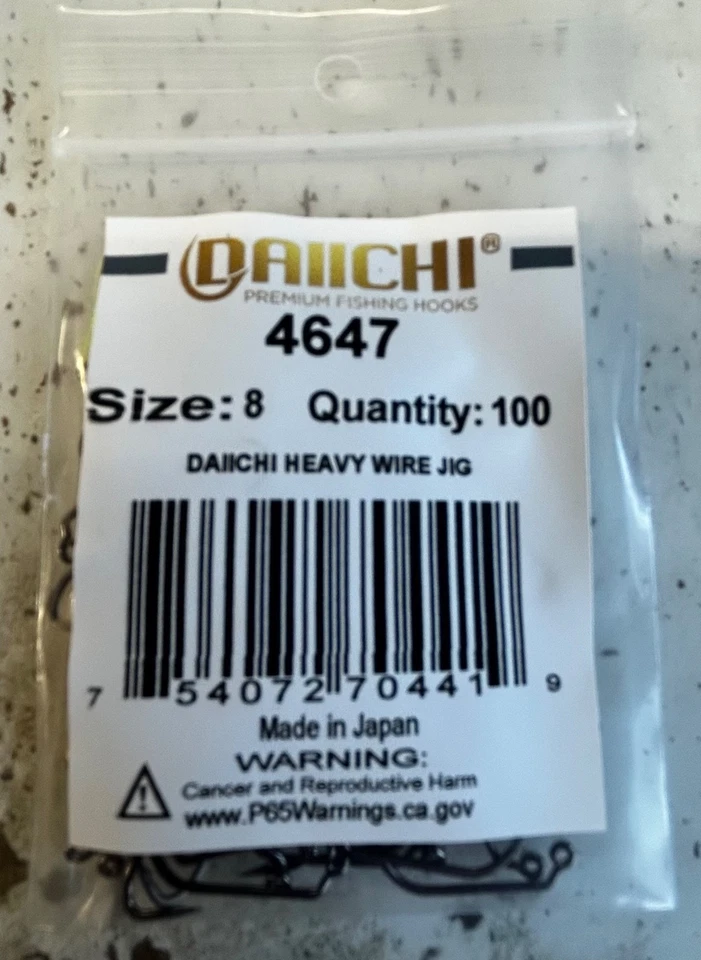 DAIICHI®
PREMIUM FISHING HOOKS
4647
Size: 8 Quantity: 100
DAIICHI HEAVY WIRE JIG
7 54072 70441 9
Made in Japan
WARNING:
Cancer and Reproductive Harm
www.P65Warnings.ca.gov